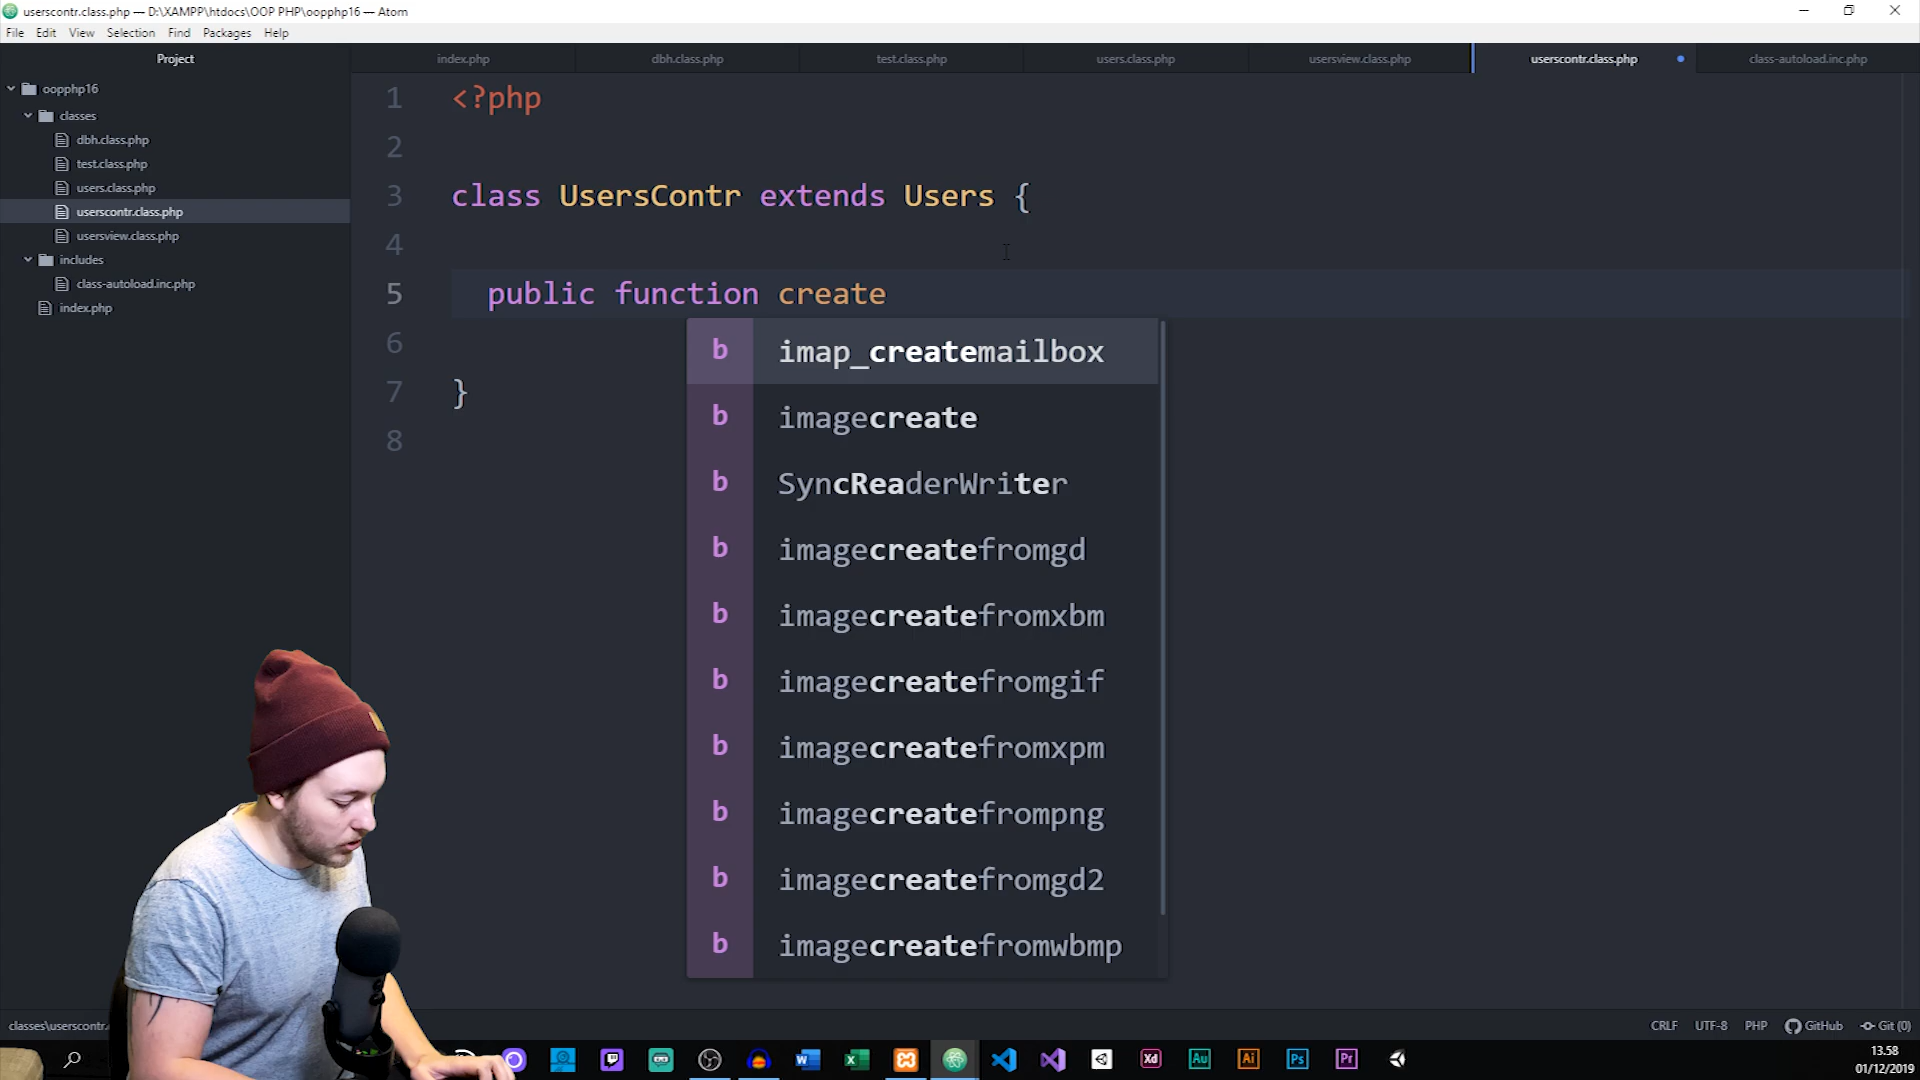 userscontr.class.php — D:\XAMPP\htdocs\OOP PHP\oopphp16 — Atom
File Edit View Selection Find Packages Help
Project
index.php
dbh.class.php
test.class.php
users.class.php
usersview.class.php
userscontr.class.php
class-autoload.inc.php
oopphp16
classes
dbh.class.php
test.class.php
users.class.php
userscontr.class.php
usersview.class.php
includes
class-autoload.inc.php
index.php
1 <?php
2
3 class UsersContr extends Users {
4
5 public function create
6
7 }
8
b imap_createmailbox
b imagecreate
b SyncReaderWriter
b imagecreatefromgd
b imagecreatefromxbm
b imagecreatefromgif
b imagecreatefromxpm
b imagecreatefrompng
b imagecreatefromgd2
b imagecreatefromwbmp
CRLF UTF-8 PHP GitHub Git (0)
Xd Au Ai Ps Pr
13.58
01/12/2019